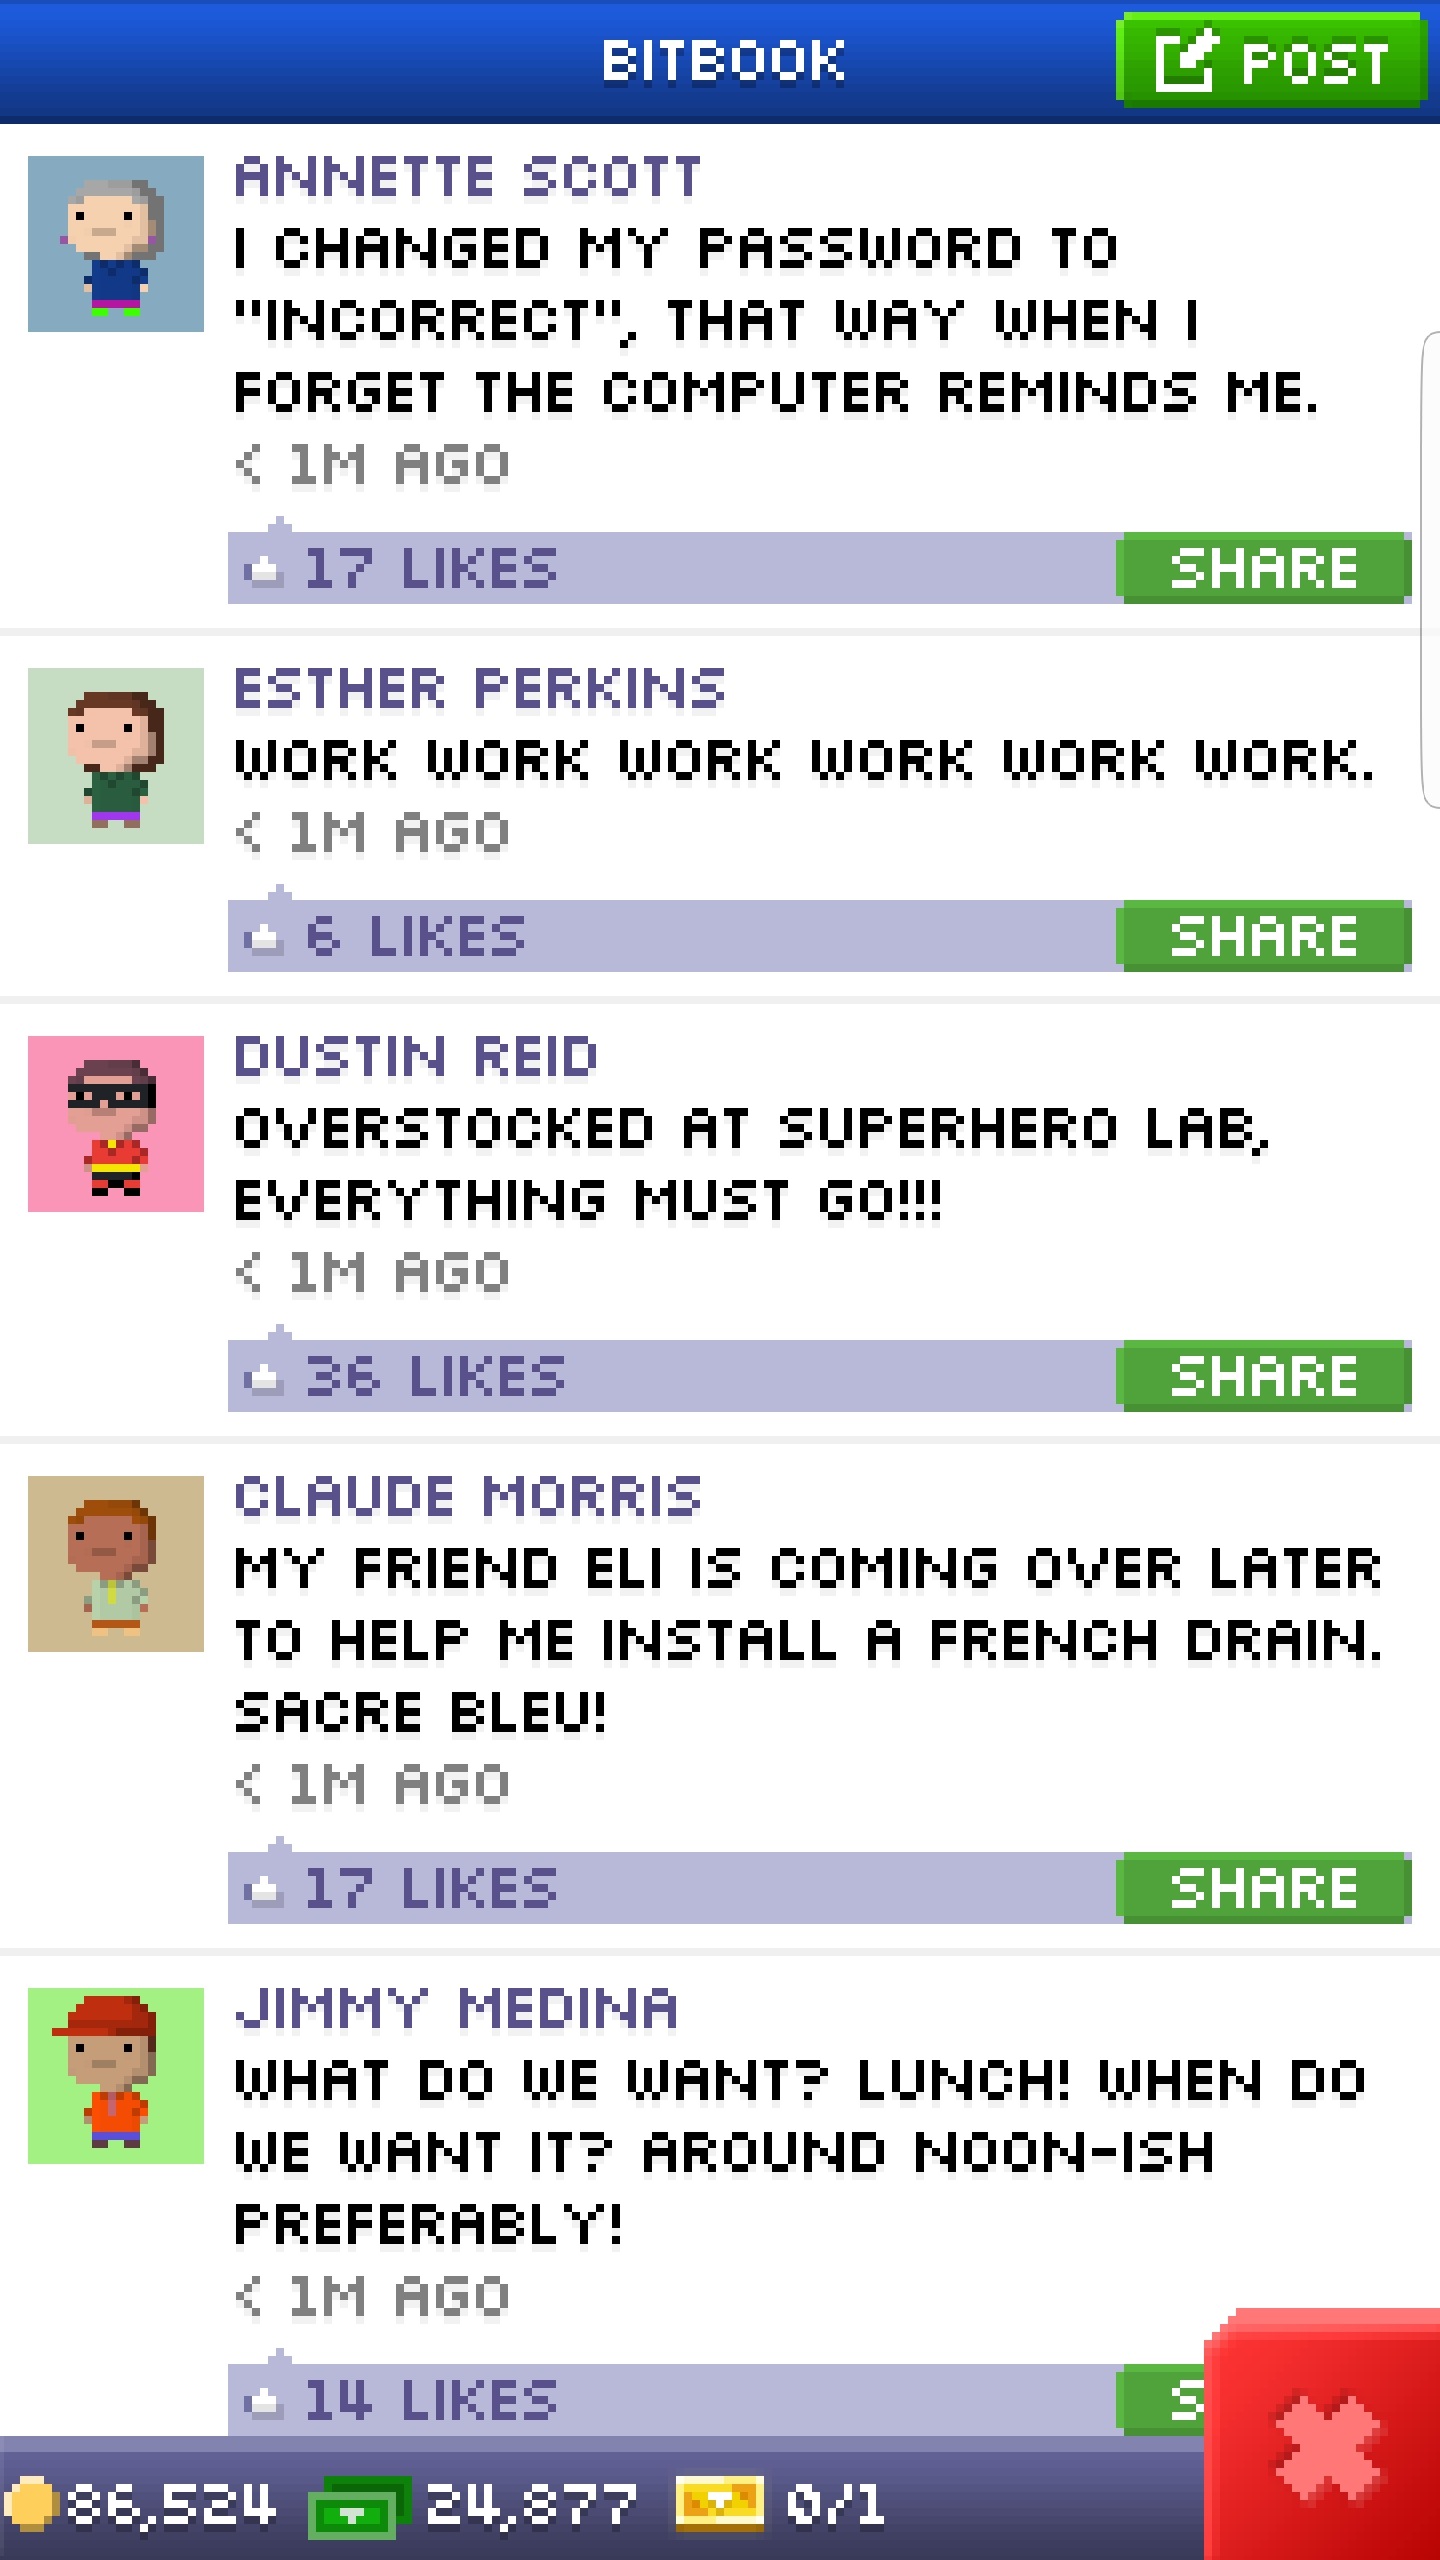 BITBOOK
POST
ANNETTE SCOTT
I CHANGED MY PASSWORD TO
"INCORRECT", THAT WAY WHEN I
FORGET THE COMPUTER REMINDS ME.
< 1M AGO
17 LIKES
SHARE
ESTHER PERKINS
WORK WORK WORK WORK WORK WORK.
< 1M AGO
6 LIKES
SHARE
DUSTIN REID
OVERSTOCKED AT SUPERHERO LAB,
EVERYTHING MUST GO!!!
< 1M AGO
36 LIKES
SHARE
CLAUDE MORRIS
MY FRIEND ELI IS COMING OVER LATER
TO HELP ME INSTALL A FRENCH DRAIN.
SACRE BLEU!
< 1M AGO
17 LIKES
SHARE
JIMMY MEDINA
WHAT DO WE WANT? LUNCH! WHEN DO
WE WANT IT? AROUND NOON-ISH
PREFERABLY!
< 1M AGO
14 LIKES
S
86,524
24,877
0/1